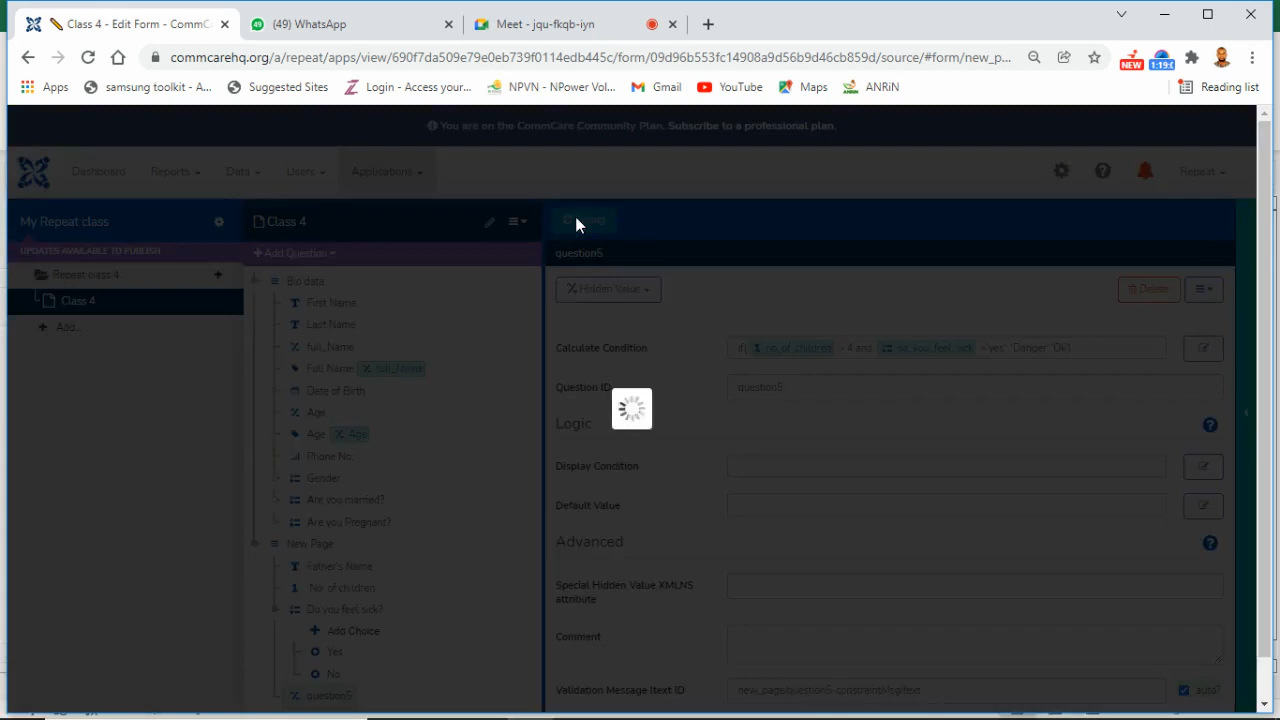 Class 4 - Edit Form - CommC
(49) WhatsApp
Meet - jqu-fkqb-iyn
commcarehq.org/a/repeat/apps/view/690f7da509e79e0eb739f0114edb445c/form/09d96b553fc14908a9d35b9d46cb859d/source/#form/new_p...
NEW
1:19:0
Apps
samsung toolkit - A...
Suggested Sites
Login - Access your...
NPVN - NPower Vol...
Gmail
YouTube
Maps
ANRiN
Reading list
You are on the CommCare Community Plan. Subscribe to a professional plan.
Dashboard
Reports
Data
Users
Applications
Repeat
My Repeat class
Class 4
UPDATES AVAILABLE TO PUBLISH
Add Question
question5
Repeat class 4
Bio data
Hidden Value
Delete
Class 4
First Name
Last Name
Add...
full_Name
Calculate Condition
if( no_of_children > 4 and do_you_feel_sick = 'yes' 'Danger' 'Ok')
Full Name full_Name
Question ID
question5
Date of Birth
Age
Logic
Age Age
Phone No:
Display Condition
Gender
Are you married?
Default Value
Are you Pregnant?
New Page
Advanced
Father's Name
No of children
Special Hidden Value XMLNS
attribute
Do you feel sick?
Add Choice
Comment
Yes
No
question5
Validation Message Itext ID
new_page/question5-constraintMsg
auto?